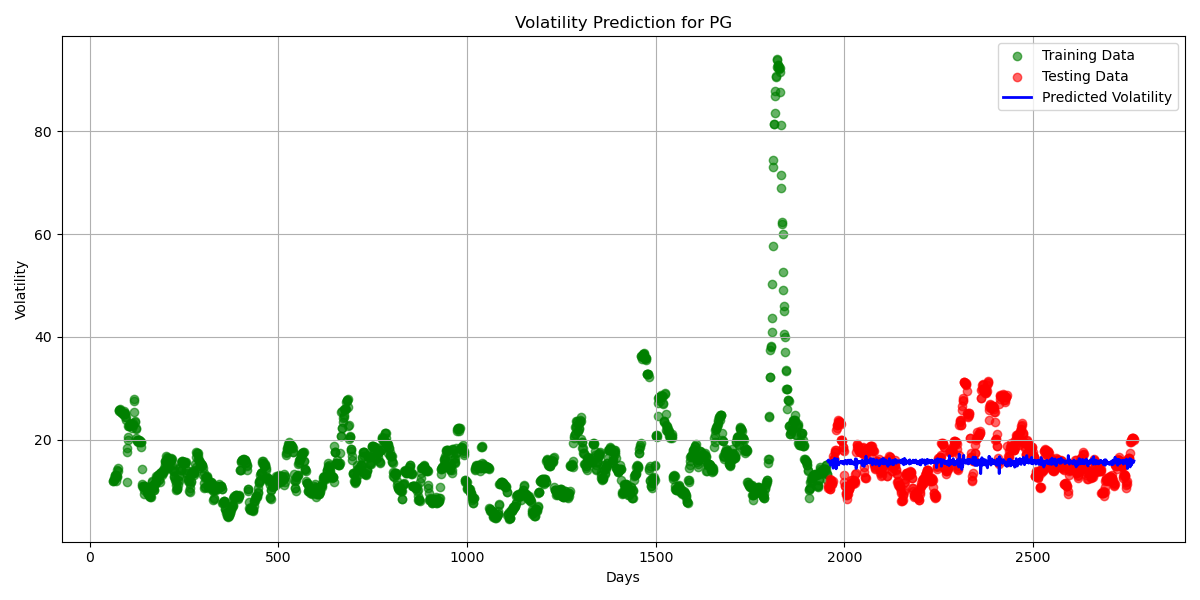 Volatility Prediction for PG
Training Data
Testing Data
Predicted Volatility
80
60
40
20
Volatility
0
500
1000
1500
2000
2500
Days